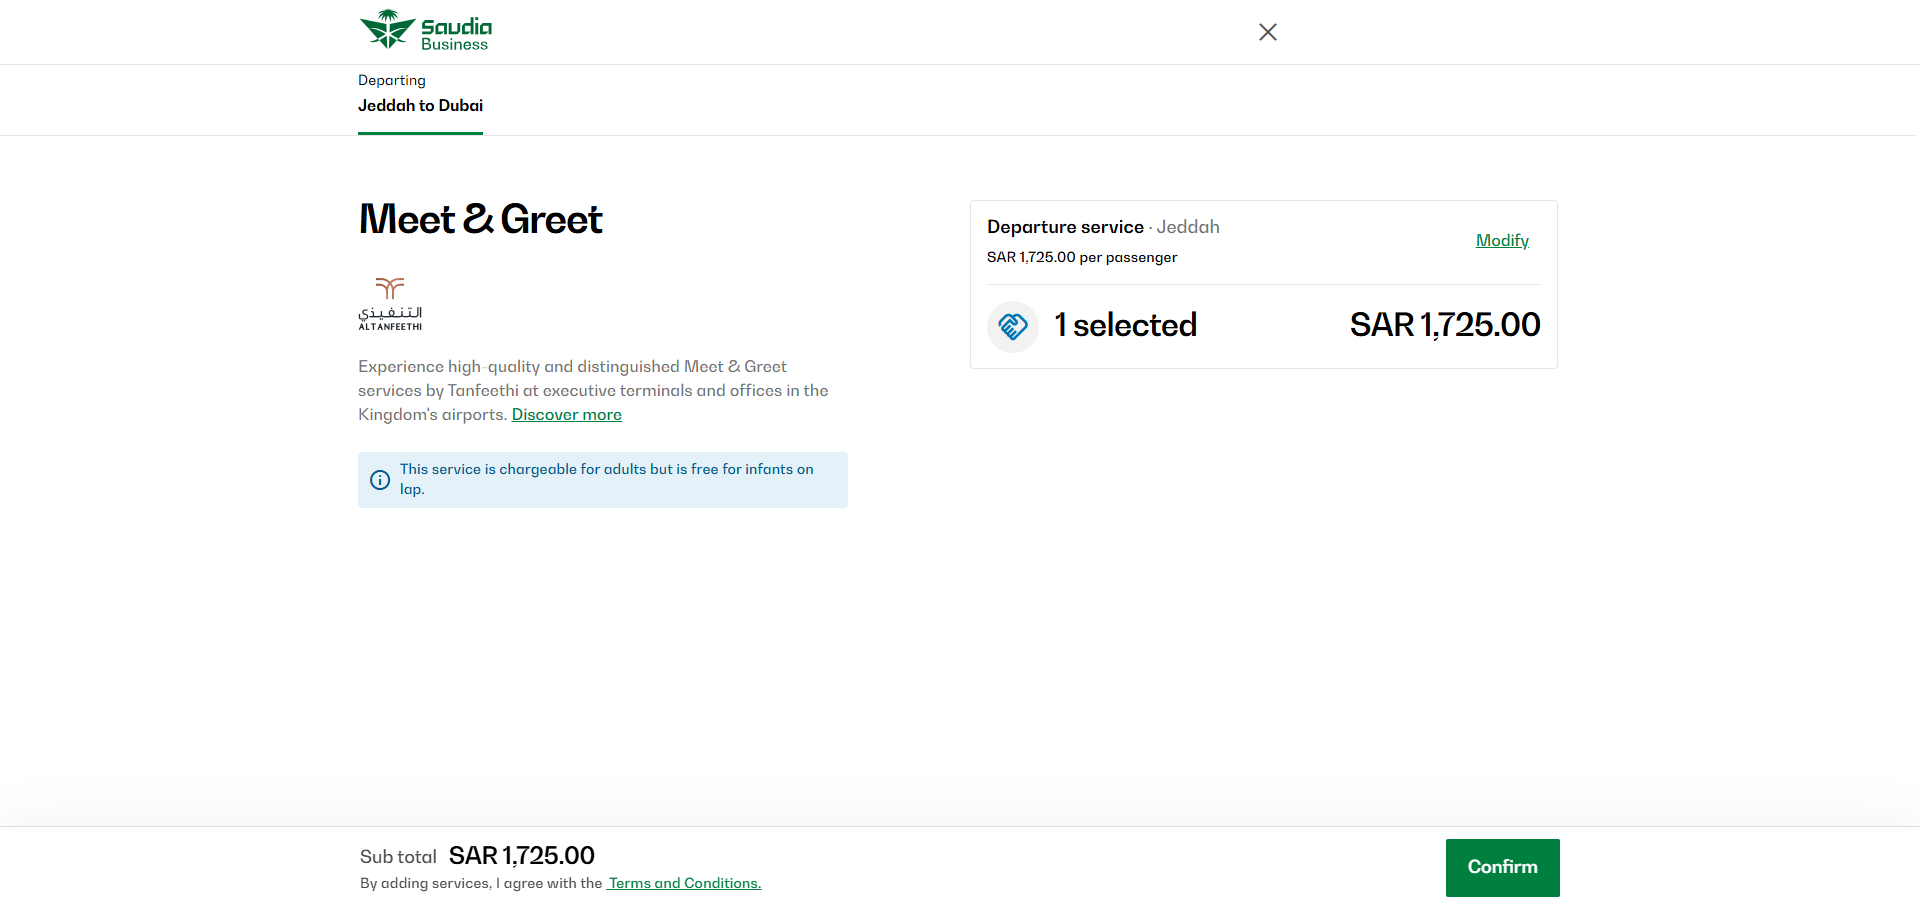 Saudia
Business
Departing
Jeddah to Dubai
Meet & Greet
التنفيذي
ALTANFEETHI
Experience high-quality and distinguished Meet & Greet
services by Tanfeethi at executive terminals and offices in the
Kingdom's airports. Discover more
This service is chargeable for adults but is free for infants on
lap.
Departure service · Jeddah
SAR 1,725.00 per passenger
Modify
1 selected
SAR 1,725.00
Sub total SAR 1,725.00
By adding services, I agree with the Terms and Conditions.
Confirm